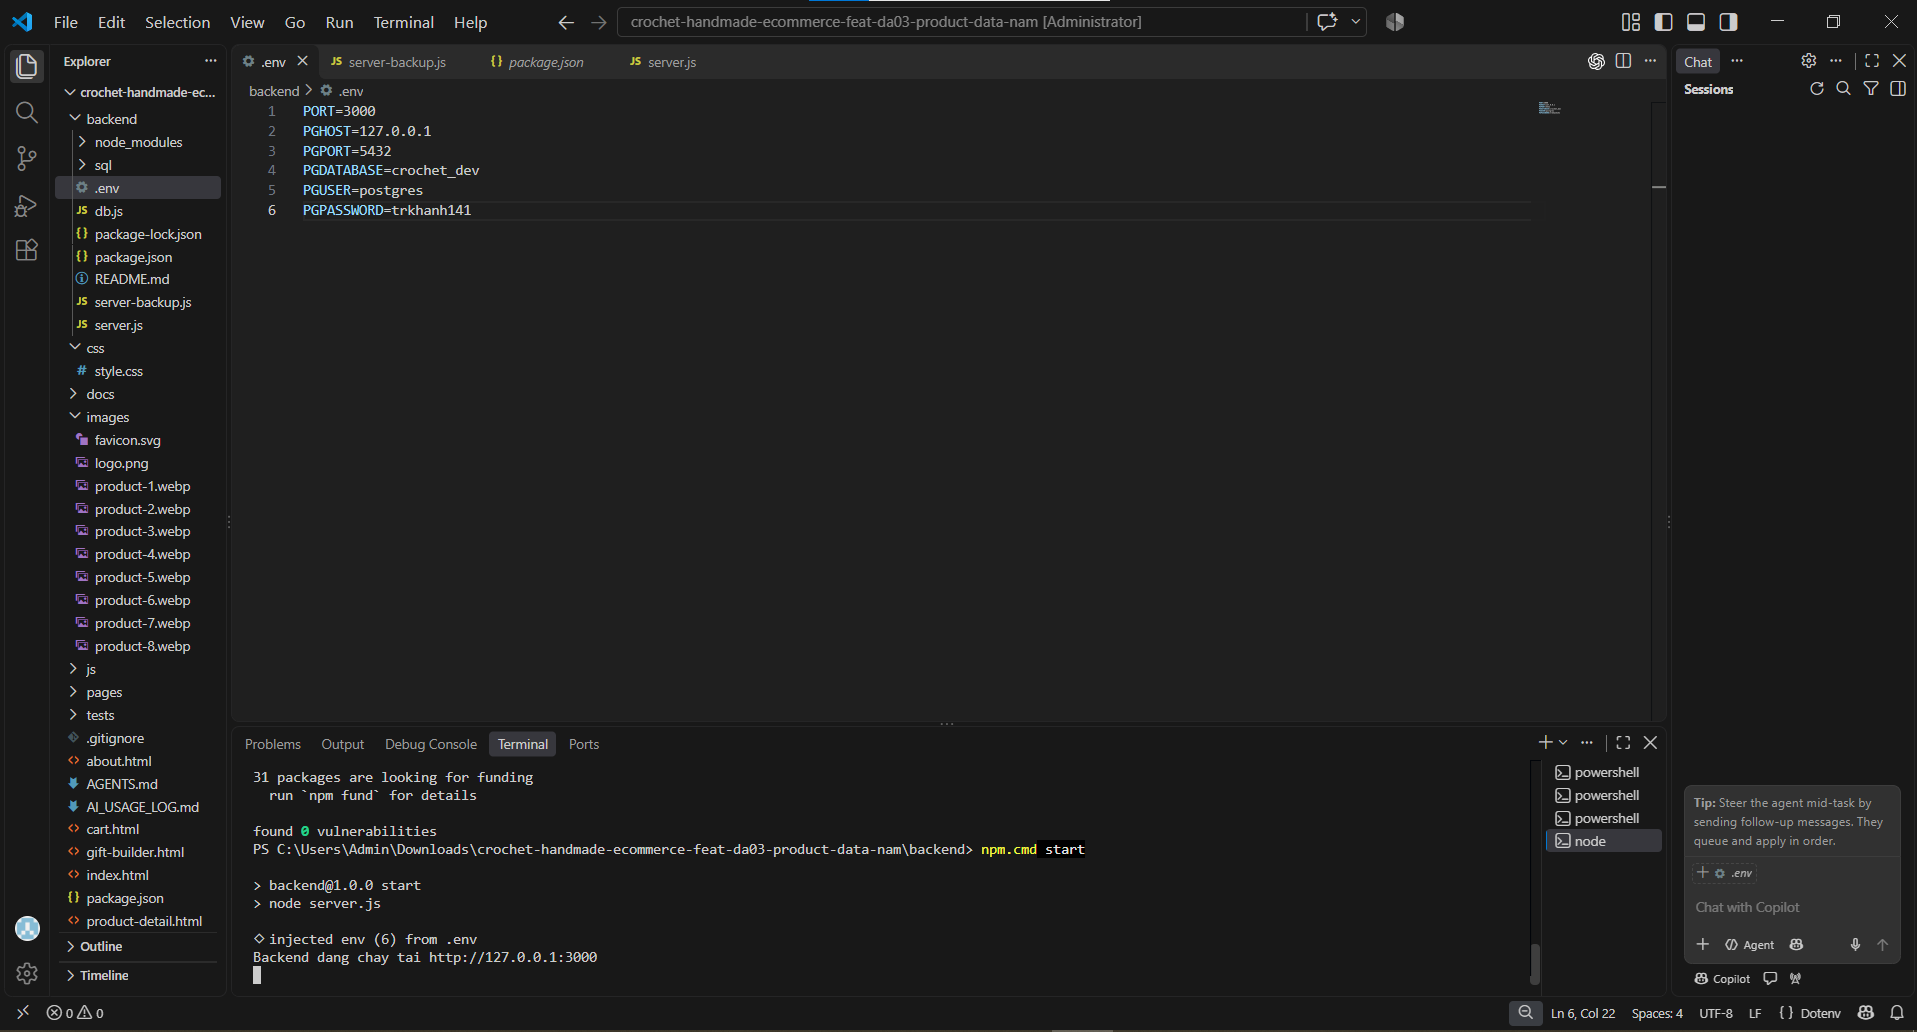 File Edit Selection View Go Run Terminal Help
crochet-handmade-ecommerce-feat-da03-product-data-nam [Administrator]
Explorer
crochet-handmade-ec...
backend
node_modules
sql
.env
db.js
package-lock.json
package.json
README.md
server-backup.js
server.js
css
style.css
docs
images
favicon.svg
logo.png
product-1.webp
product-2.webp
product-3.webp
product-4.webp
product-5.webp
product-6.webp
product-7.webp
product-8.webp
js
pages
tests
.gitignore
about.html
AGENTS.md
AI_USAGE_LOG.md
cart.html
gift-builder.html
index.html
package.json
product-detail.html
Outline
Timeline
.env server-backup.js package.json server.js
backend > .env
1 PORT=3000
2 PGHOST=127.0.0.1
3 PGPORT=5432
4 PGDATABASE=crochet_dev
5 PGUSER=postgres
6 PGPASSWORD=trkhanh141
Problems Output Debug Console Terminal Ports
31 packages are looking for funding
run `npm fund` for details
found 0 vulnerabilities
PS C:\Users\Admin\Downloads\crochet-handmade-ecommerce-feat-da03-product-data-nam\backend> npm.cmd start
> backend@1.0.0 start
> node server.js
injected env (6) from .env
Backend dang chay tai http://127.0.0.1:3000
powershell
powershell
powershell
node
Chat
Sessions
Tip: Steer the agent mid-task by
sending follow-up messages. They
queue and apply in order.
.env
Chat with Copilot
Agent
Copilot
0 0
Ln 6, Col 22 Spaces: 4 UTF-8 LF { } Dotenv